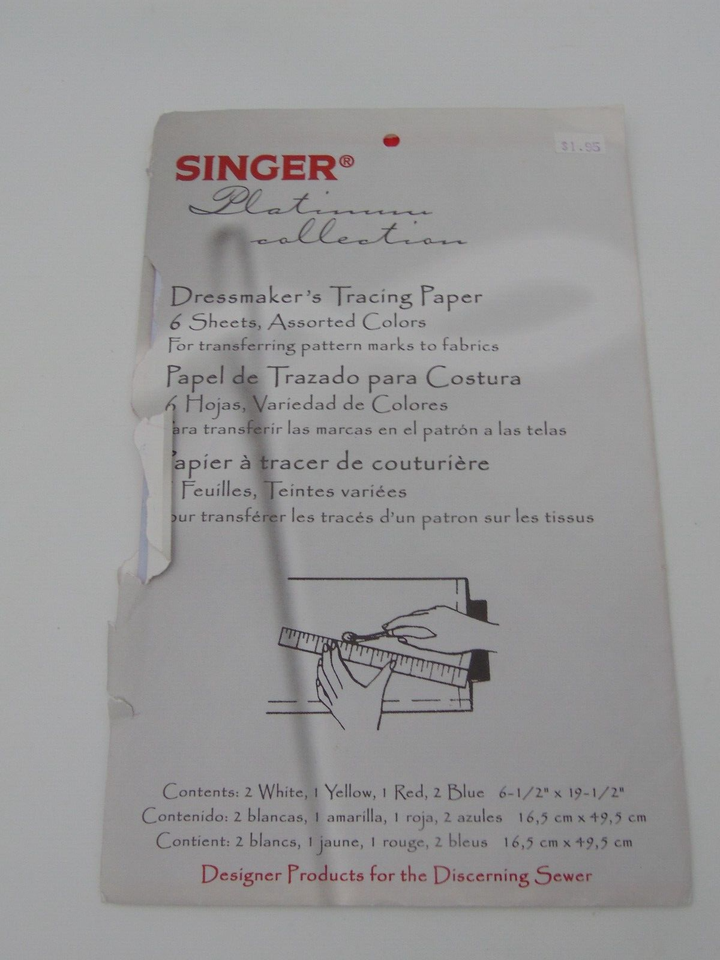 $1.95
SINGER®
Platinum
collection
Dressmaker's Tracing Paper
6 Sheets, Assorted Colors
For transferring pattern marks to fabrics
Papel de Trazado para Costura
6 Hojas, Variedad de Colores
ara transferir las marcas en el patrón a las telas
apier à tracer de couturière
Feuilles, Teintes variées
our transférer les tracés d'un patron sur les tissus
Contents: 2 White, 1 Yellow, 1 Red, 2 Blue 6-1/2" x 19-1/2"
Contenido: 2 blancas, 1 amarilla, 1 roja, 2 azules 16,5 cm x 49,5 cm
Contient: 2 blancs, 1 jaune, 1 rouge, 2 bleus 16,5 cm x 49,5 cm
Designer Products for the Discerning Sewer